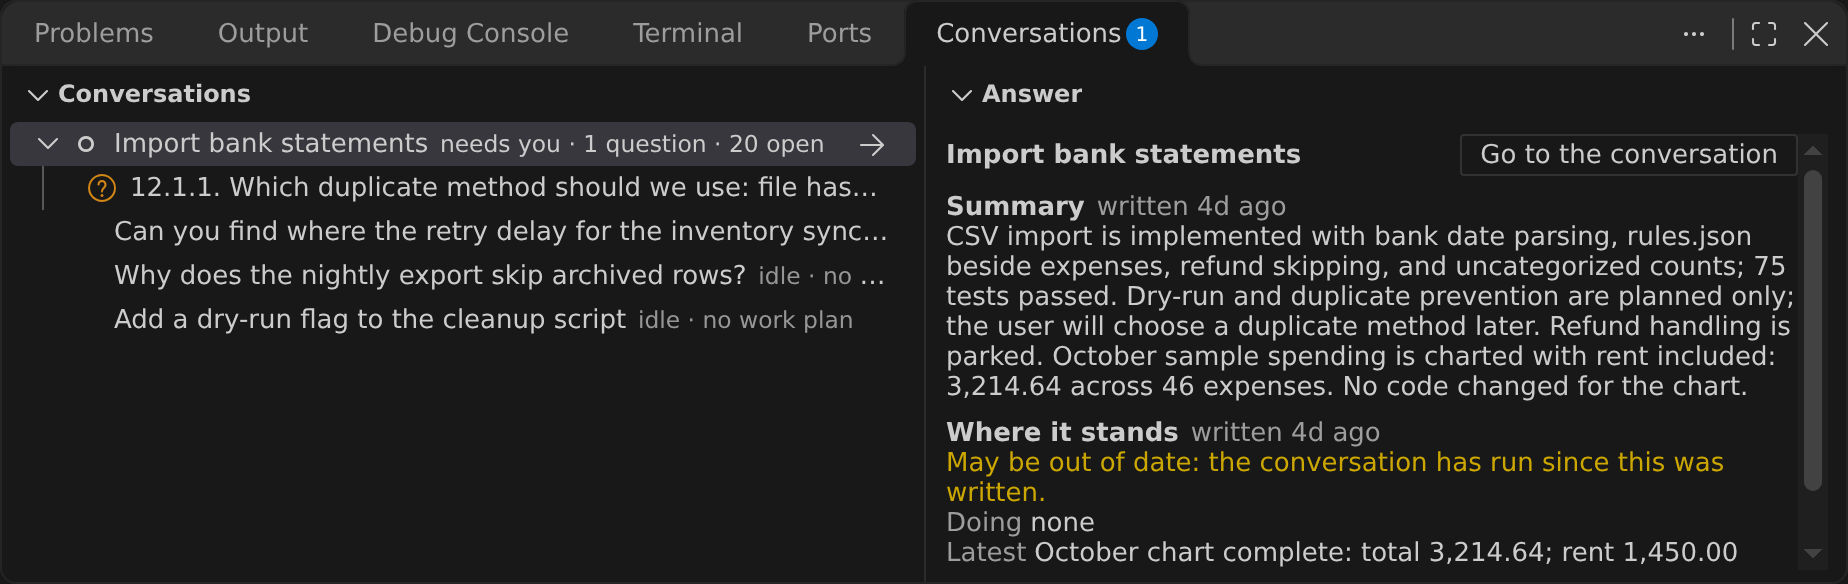 Problems Output Debug Console Terminal Ports Conversations 1
Conversations
Import bank statements needs you · 1 question · 20 open
12.1.1. Which duplicate method should we use: file has…
Can you find where the retry delay for the inventory sync…
Why does the nightly export skip archived rows? idle · no …
Add a dry-run flag to the cleanup script idle · no work plan
Answer
Import bank statements Go to the conversation
Summary written 4d ago
CSV import is implemented with bank date parsing, rules.json
beside expenses, refund skipping, and uncategorized counts; 75
tests passed. Dry-run and duplicate prevention are planned only;
the user will choose a duplicate method later. Refund handling is
parked. October sample spending is charted with rent included:
3,214.64 across 46 expenses. No code changed for the chart.
Where it stands written 4d ago
May be out of date: the conversation has run since this was
written.
Doing none
Latest October chart complete: total 3,214.64; rent 1,450.00